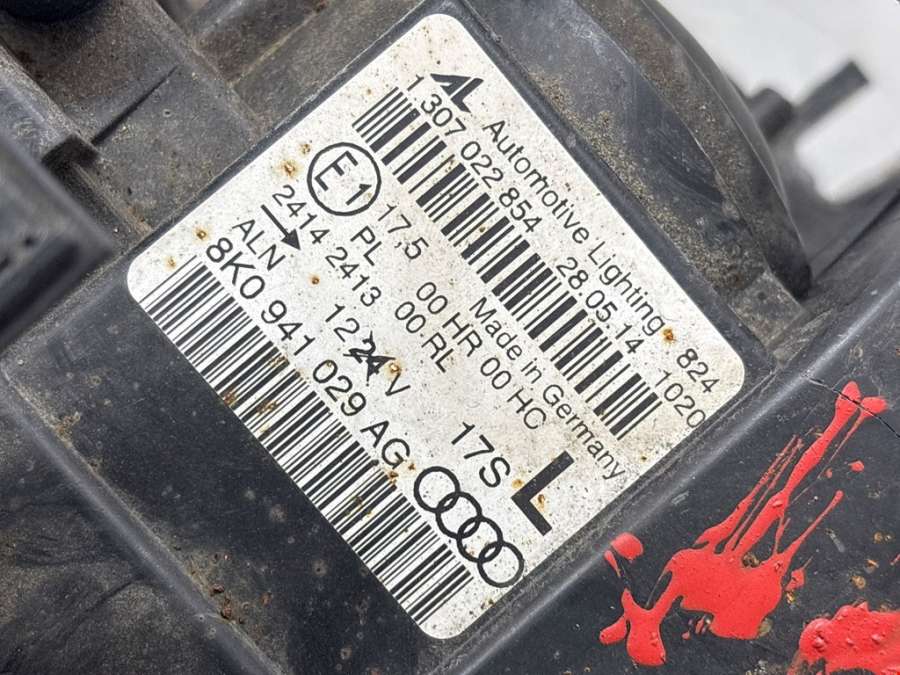 AL Automotive Lighting 824
1 307 022 854 28.05.14 1020
Made in Germany
E1 17,5 00 HR 00 HC L
PL 00.RL
2414 2413 17S
ALN 12 24 V
8K0 941 029 AG